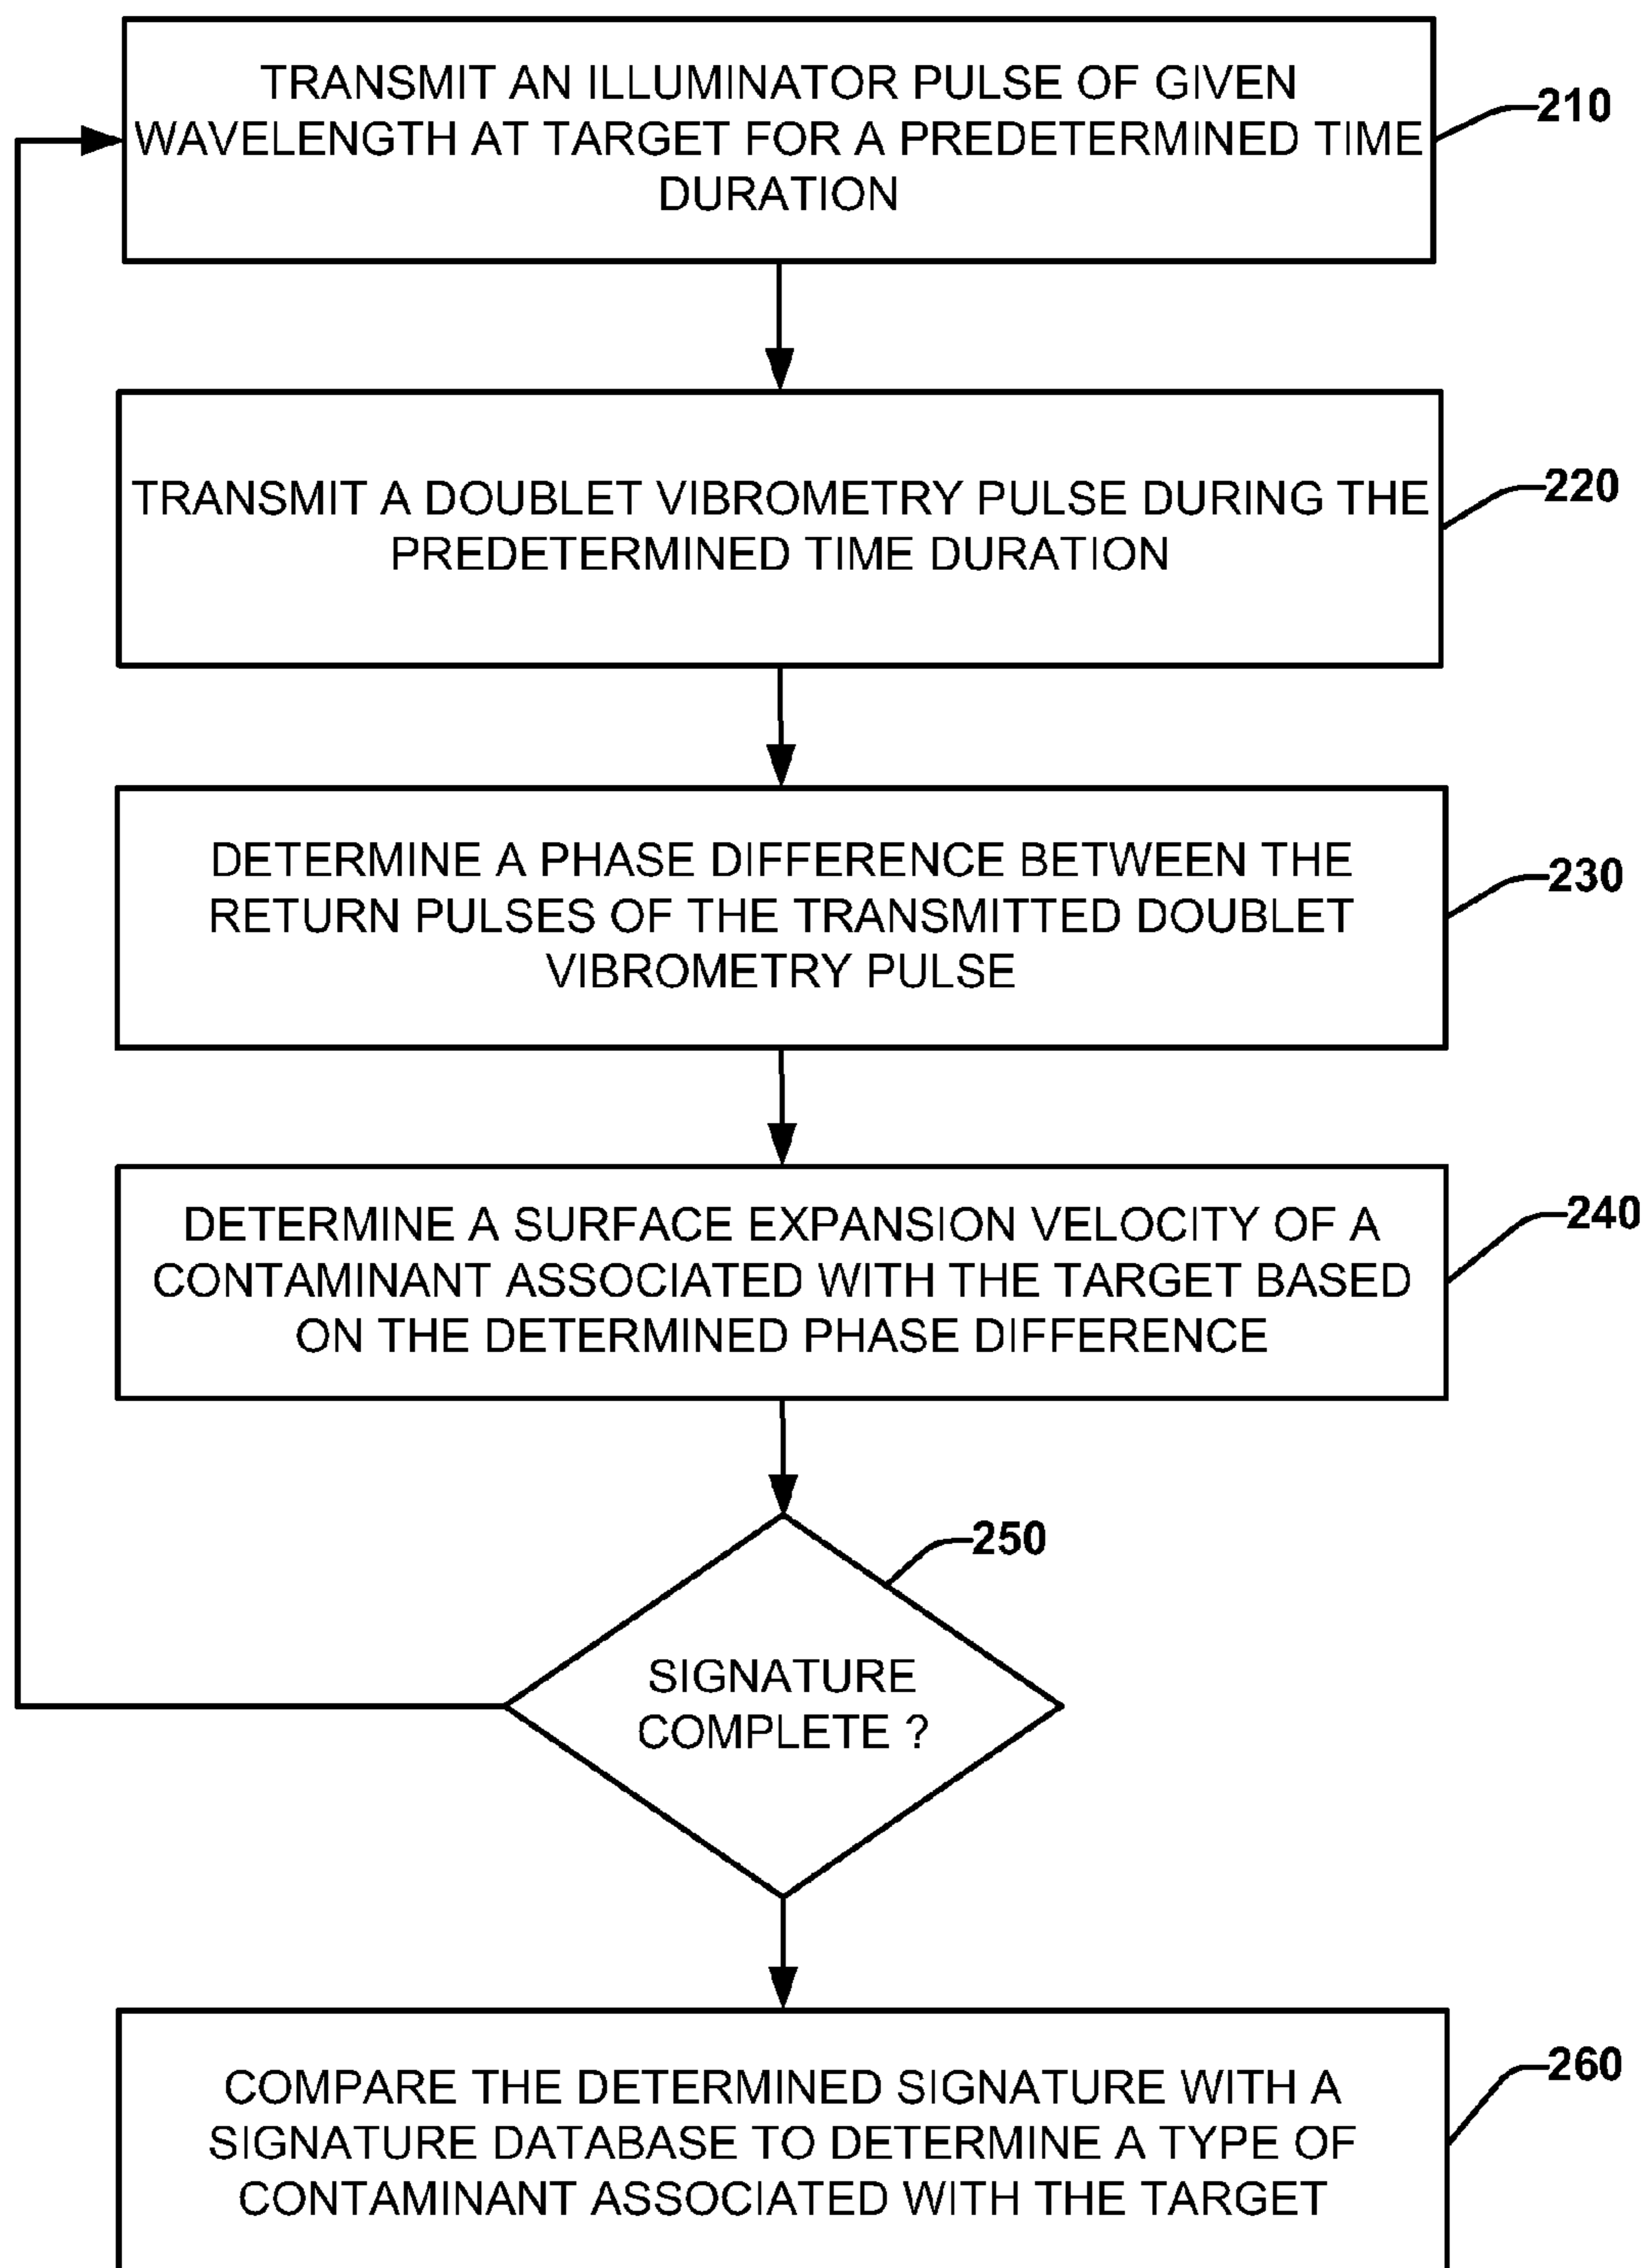 TRANSMIT AN ILLUMINATOR PULSE OF GIVEN
WAVELENGTH AT TARGET FOR A PREDETERMINED TIME
DURATION
210
TRANSMIT A DOUBLET VIBROMETRY PULSE DURING THE
PREDETERMINED TIME DURATION
220
DETERMINE A PHASE DIFFERENCE BETWEEN THE
RETURN PULSES OF THE TRANSMITTED DOUBLET
VIBROMETRY PULSE
230
DETERMINE A SURFACE EXPANSION VELOCITY OF A
CONTAMINANT ASSOCIATED WITH THE TARGET BASED
ON THE DETERMINED PHASE DIFFERENCE
240
250
SIGNATURE
COMPLETE ?
COMPARE THE DETERMINED SIGNATURE WITH A
SIGNATURE DATABASE TO DETERMINE A TYPE OF
CONTAMINANT ASSOCIATED WITH THE TARGET
260